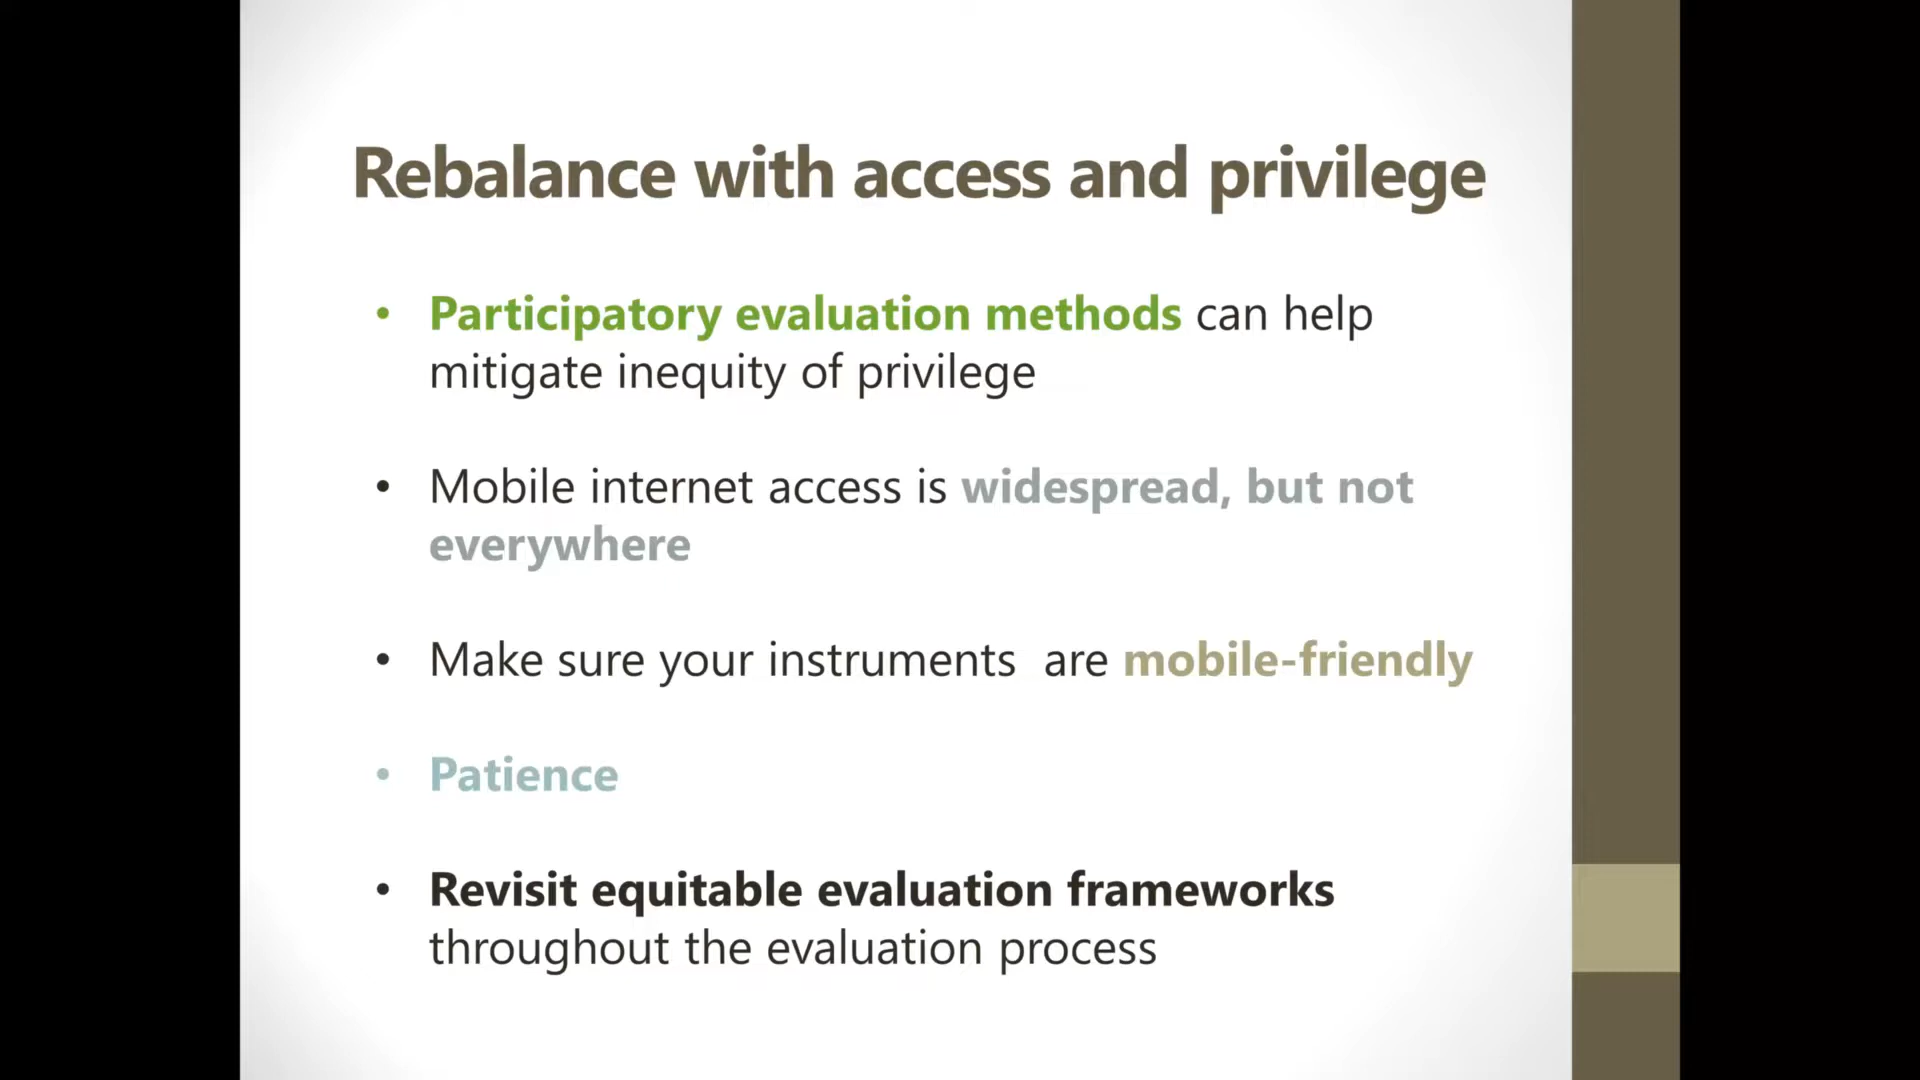 Rebalance with access and privilege
• Participatory evaluation methods can help
mitigate inequity of privilege
• Mobile internet access is widespread, but not
everywhere
• Make sure your instruments  are mobile-friendly
• Patience
• Revisit equitable evaluation frameworks
throughout the evaluation process